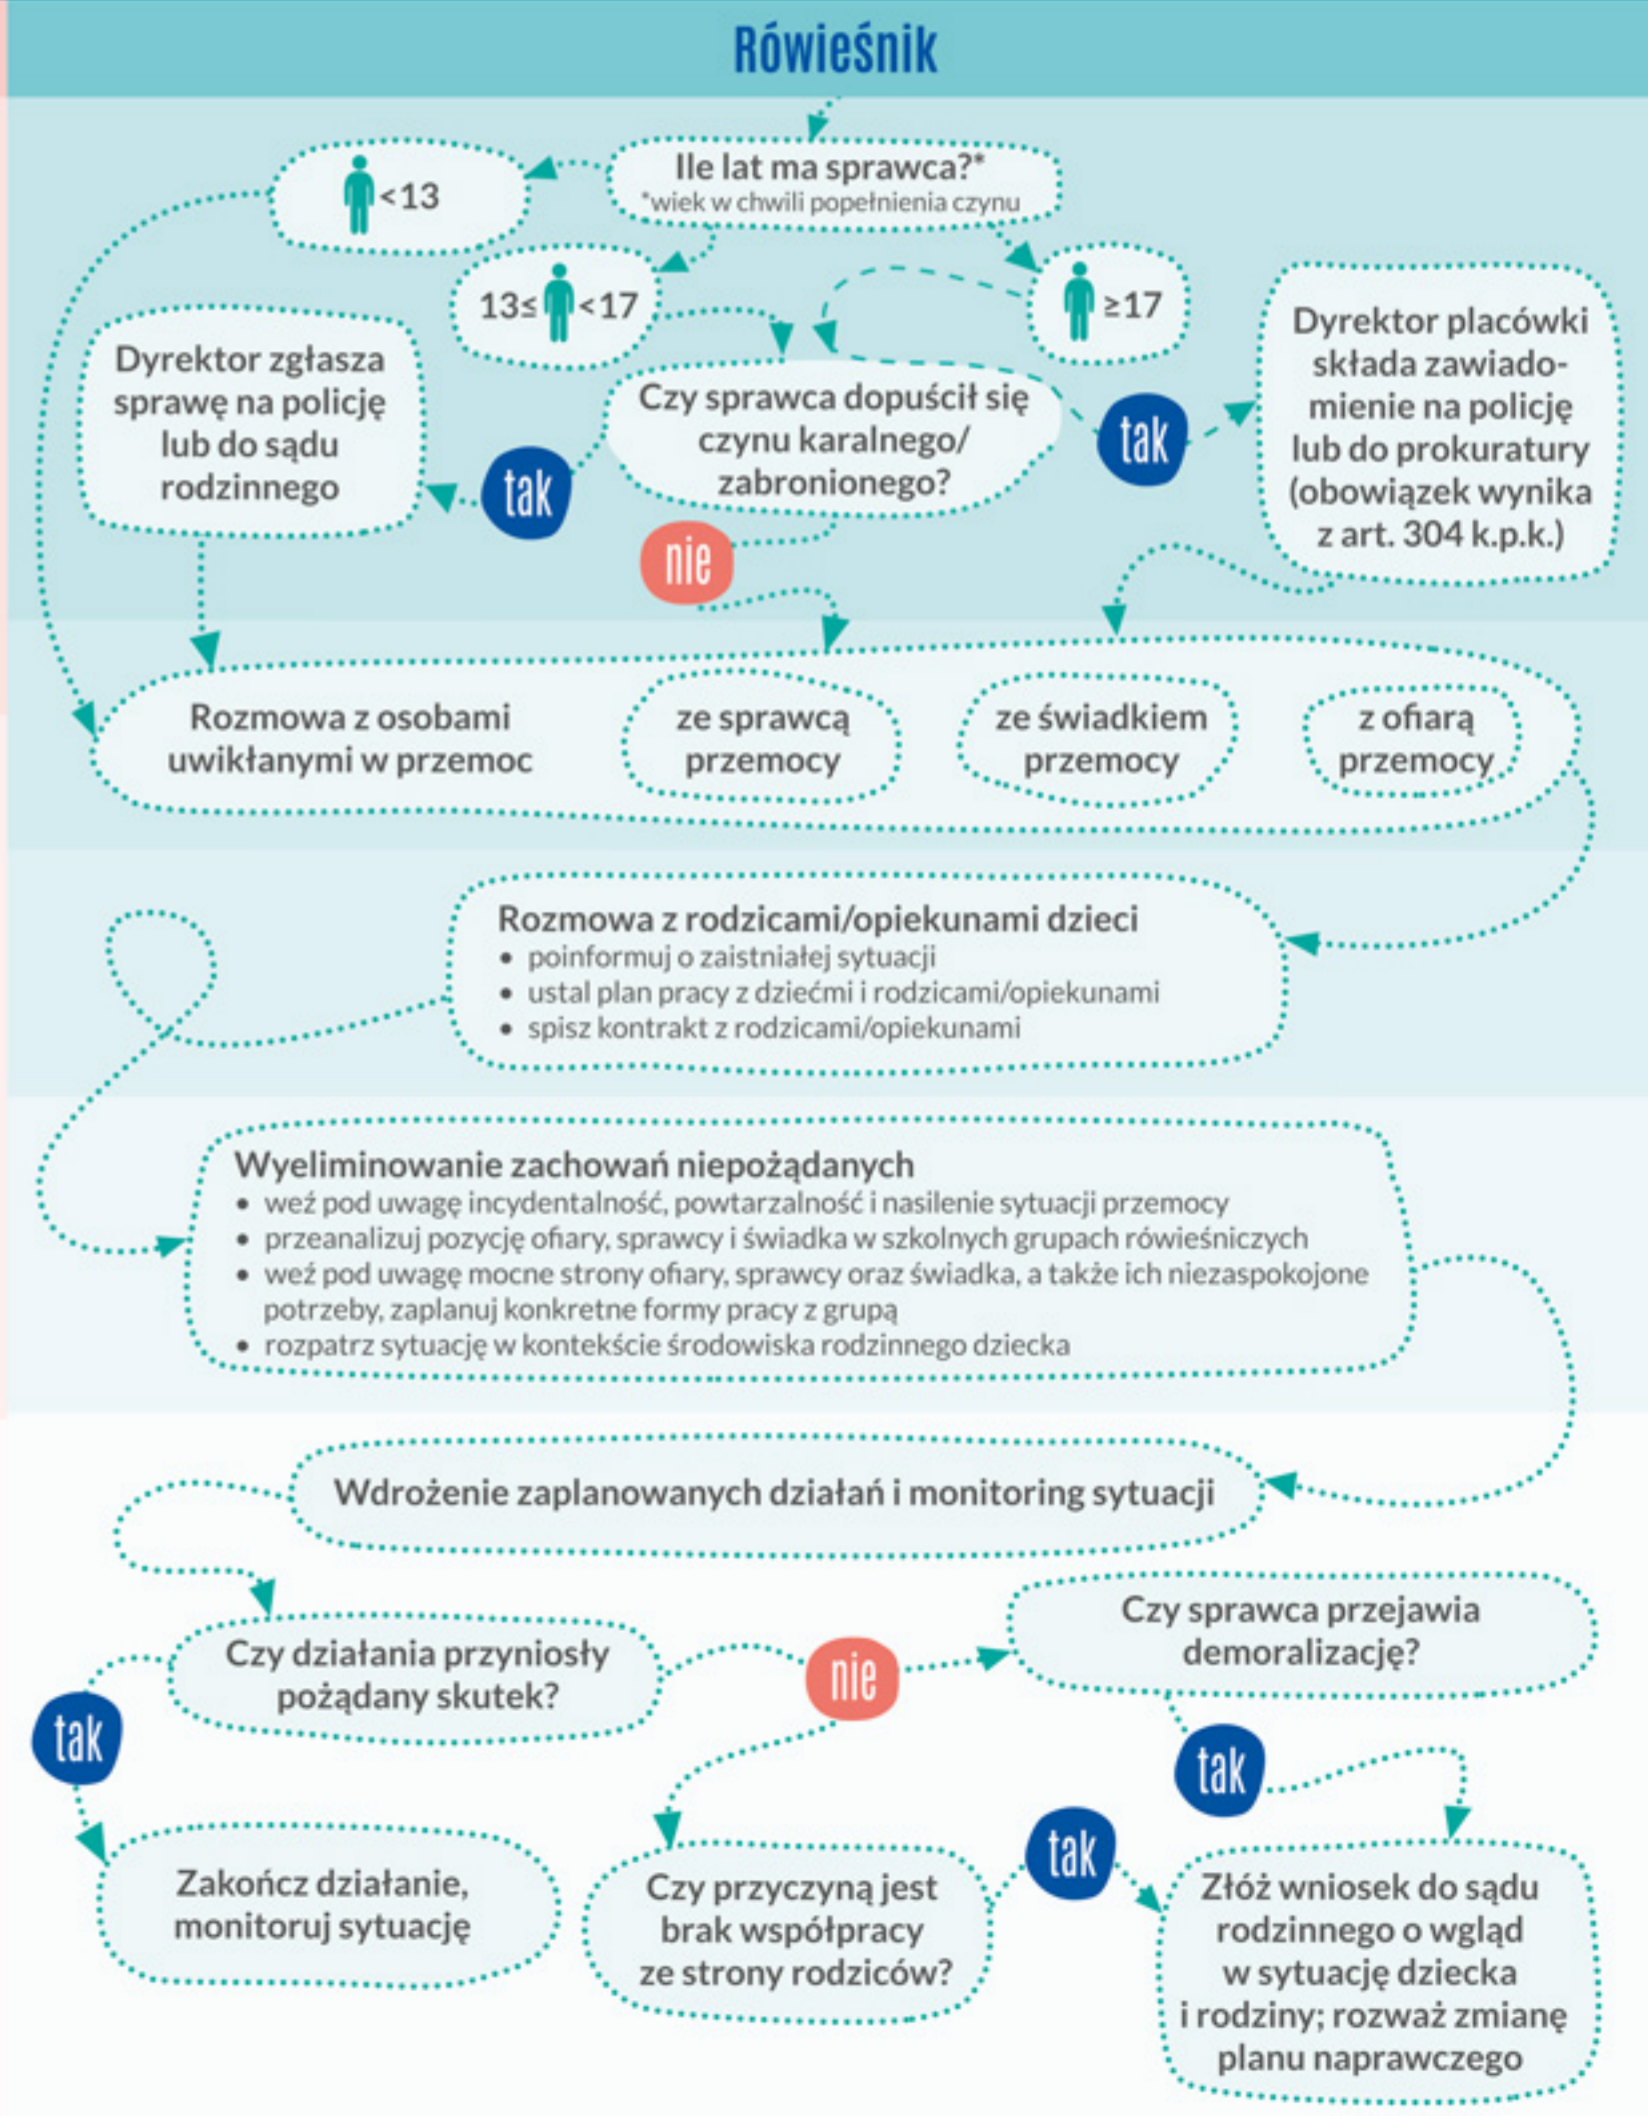 Rówieśnik
Ile lat ma sprawca?*
*wiek w chwili popełnienia czynu
<13
13≤ <17
≥17
Dyrektor zgłasza
sprawę na policję
lub do sądu
rodzinnego
tak
Czy sprawca dopuścił się
czynu karalnego/
zabronionego?
tak
Dyrektor placówki
składa zawiado-
mienie na policję
lub do prokuratury
(obowiązek wynika
z art. 304 k.p.k.)
nie
Rozmowa z osobami
uwikłanymi w przemoc
ze sprawcą
przemocy
ze świadkiem
przemocy
z ofiarą
przemocy
Rozmowa z rodzicami/opiekunami dzieci
• poinformuj o zaistniałej sytuacji
• ustal plan pracy z dziećmi i rodzicami/opiekunami
• spisz kontrakt z rodzicami/opiekunami
Wyeliminowanie zachowań niepożądanych
• weź pod uwagę incydentalność, powtarzalność i nasilenie sytuacji przemocy
• przeanalizuj pozycję ofiary, sprawcy i świadka w szkolnych grupach rówieśniczych
• weź pod uwagę mocne strony ofiary, sprawcy oraz świadka, a także ich niezaspokojone
potrzeby, zaplanuj konkretne formy pracy z grupą
• rozpatrz sytuację w kontekście środowiska rodzinnego dziecka
Wdrożenie zaplanowanych działań i monitoring sytuacji
Czy działania przyniosły
pożądany skutek?
nie
Czy sprawca przejawia
demoralizację?
tak
tak
tak
Zakończ działanie,
monitoruj sytuację
Czy przyczyną jest
brak współpracy
ze strony rodziców?
Złóż wniosek do sądu
rodzinnego o wgląd
w sytuację dziecka
i rodziny; rozważ zmianę
planu naprawczego